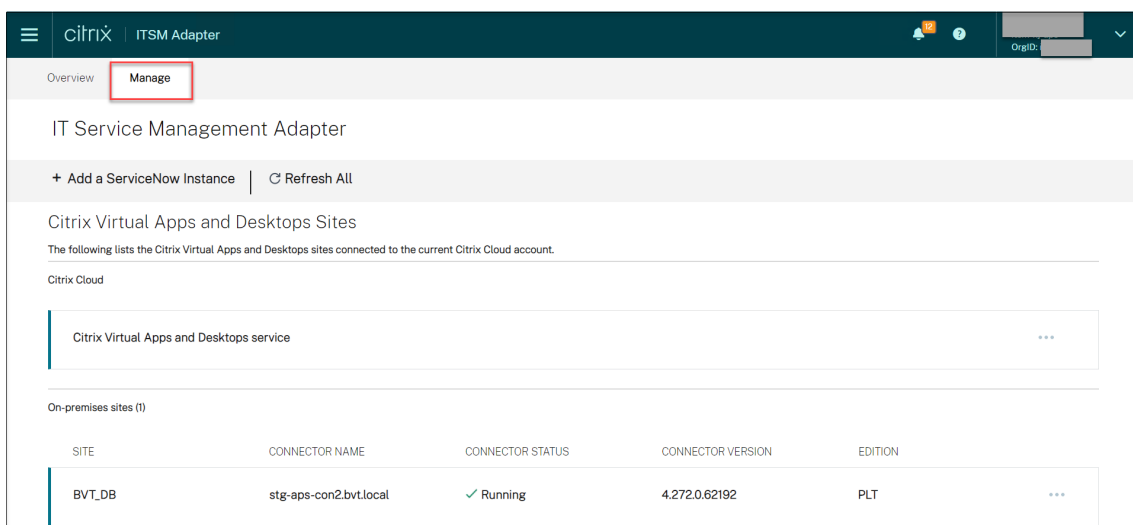 citrix | ITSM Adapter
12
?
OrgID:
Overview
Manage
IT Service Management Adapter
+ Add a ServiceNow Instance
Refresh All
Citrix Virtual Apps and Desktops Sites
The following lists the Citrix Virtual Apps and Desktops sites connected to the current Citrix Cloud account.
Citrix Cloud
Citrix Virtual Apps and Desktops service
On-premises sites (1)
SITE CONNECTOR NAME CONNECTOR STATUS CONNECTOR VERSION EDITION
BVT_DB stg-aps-con2.bvt.local Running 4.272.0.62192 PLT